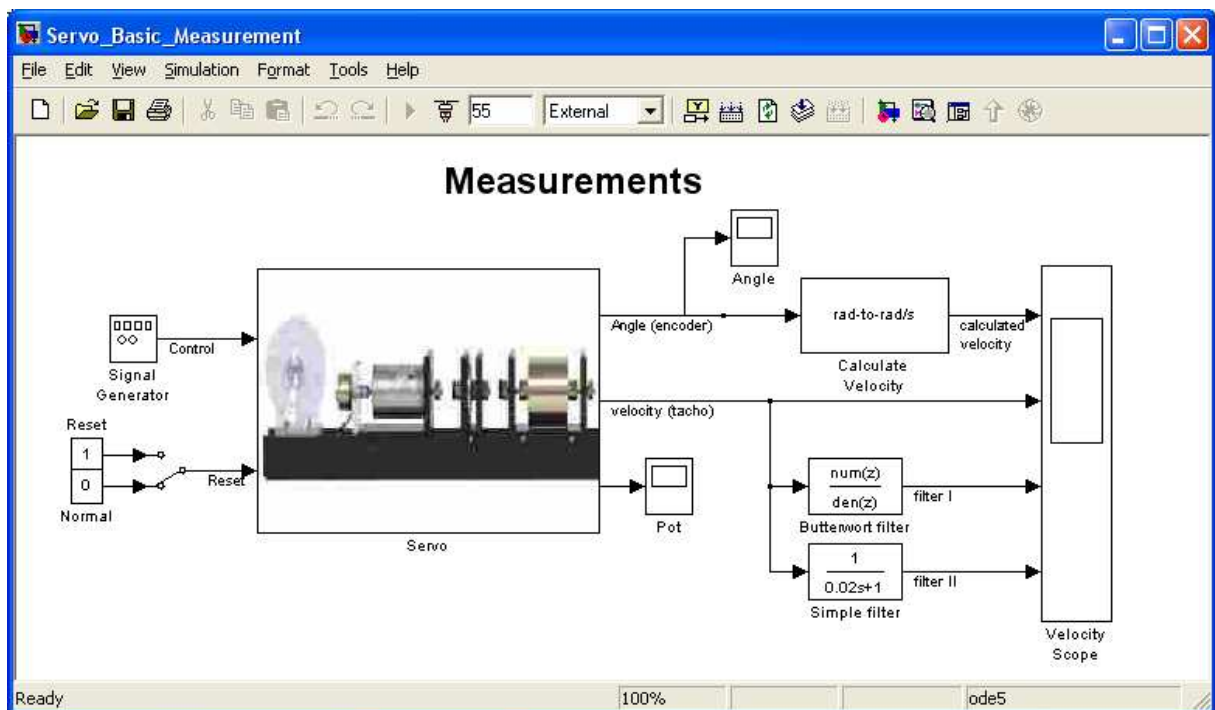 Servo_Basic_Measurement
File Edit View Simulation Format Tools Help
55 External
Measurements
Angle
Signal
Generator
Control
Reset
1
0
Normal
Reset
Servo
Angle (encoder)
velocity (tacho)
Pot
rad-to-rad/s
Calculate
Velocity
calculated
velocity
num(z)
den(z)
Butterwort filter
filter I
1
0.02s+1
Simple filter
filter II
Velocity
Scope
Ready 100% ode5